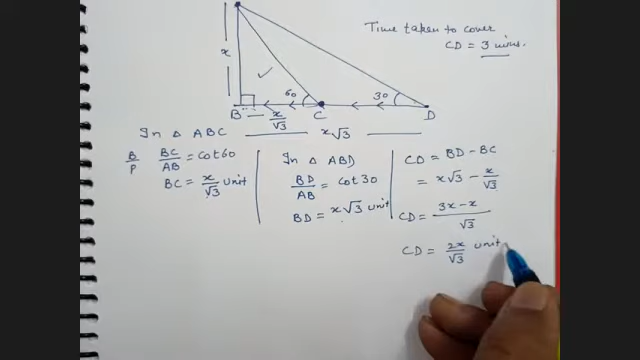 Time taken to cover
CD = 3 mins.
x
60
30
B
C
D
x/√3
x√3
In △ ABC
B/P BC/AB = cot60
BC = x/√3 unit
In △ ABD
BD/AB = cot 30
BD = x√3 unit
CD = BD - BC
= x√3 - x/√3
CD = 3x-x/√3
CD = 2x/√3 unit